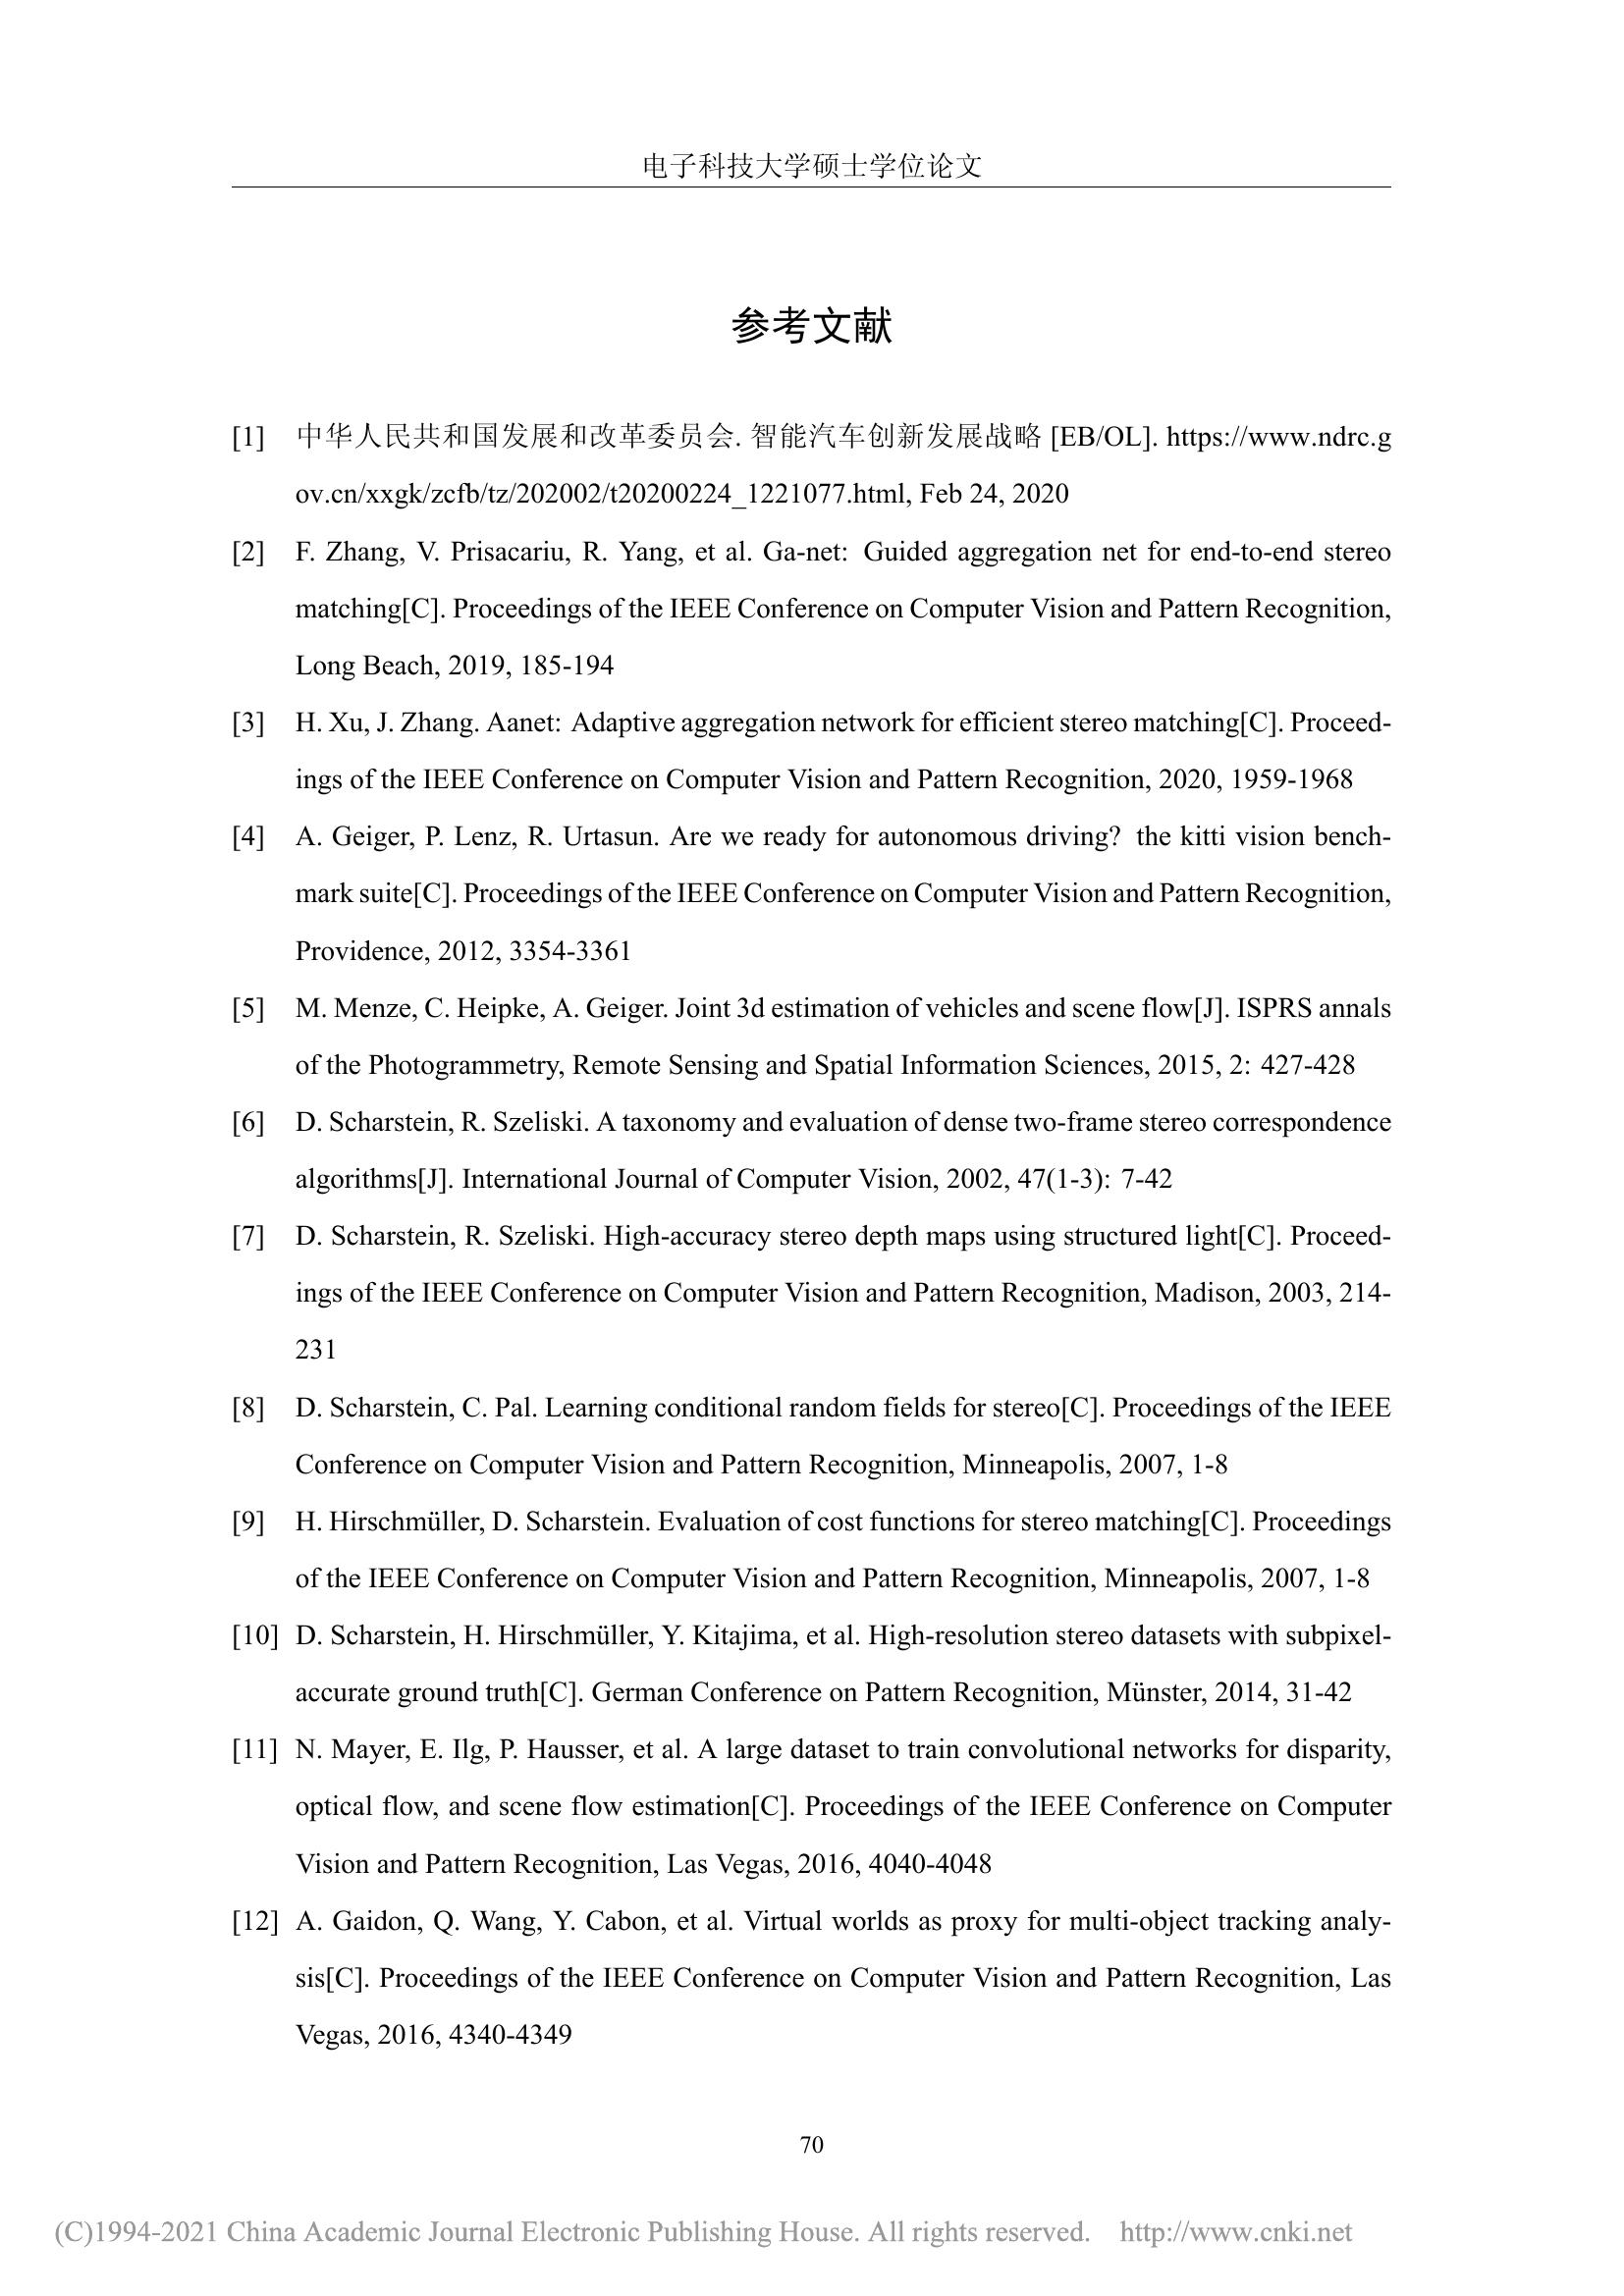 电子科技大学硕士学位论文
参考文献
[1] 中华人民共和国发展和改革委员会. 智能汽车创新发展战略 [EB/OL]. https://www.ndrc.g
ov.cn/xxgk/zcfb/tz/202002/t20200224_1221077.html, Feb 24, 2020
[2] F. Zhang, V. Prisacariu, R. Yang, et al. Ga-net: Guided aggregation net for end-to-end stereo
matching[C]. Proceedings of the IEEE Conference on Computer Vision and Pattern Recognition,
Long Beach, 2019, 185-194
[3] H. Xu, J. Zhang. Aanet: Adaptive aggregation network for efficient stereo matching[C]. Proceed-
ings of the IEEE Conference on Computer Vision and Pattern Recognition, 2020, 1959-1968
[4] A. Geiger, P. Lenz, R. Urtasun. Are we ready for autonomous driving? the kitti vision bench-
mark suite[C]. Proceedings of the IEEE Conference on Computer Vision and Pattern Recognition,
Providence, 2012, 3354-3361
[5] M. Menze, C. Heipke, A. Geiger. Joint 3d estimation of vehicles and scene flow[J]. ISPRS annals
of the Photogrammetry, Remote Sensing and Spatial Information Sciences, 2015, 2: 427-428
[6] D. Scharstein, R. Szeliski. A taxonomy and evaluation of dense two-frame stereo correspondence
algorithms[J]. International Journal of Computer Vision, 2002, 47(1-3): 7-42
[7] D. Scharstein, R. Szeliski. High-accuracy stereo depth maps using structured light[C]. Proceed-
ings of the IEEE Conference on Computer Vision and Pattern Recognition, Madison, 2003, 214-
231
[8] D. Scharstein, C. Pal. Learning conditional random fields for stereo[C]. Proceedings of the IEEE
Conference on Computer Vision and Pattern Recognition, Minneapolis, 2007, 1-8
[9] H. Hirschmüller, D. Scharstein. Evaluation of cost functions for stereo matching[C]. Proceedings
of the IEEE Conference on Computer Vision and Pattern Recognition, Minneapolis, 2007, 1-8
[10] D. Scharstein, H. Hirschmüller, Y. Kitajima, et al. High-resolution stereo datasets with subpixel-
accurate ground truth[C]. German Conference on Pattern Recognition, Münster, 2014, 31-42
[11] N. Mayer, E. Ilg, P. Hausser, et al. A large dataset to train convolutional networks for disparity,
optical flow, and scene flow estimation[C]. Proceedings of the IEEE Conference on Computer
Vision and Pattern Recognition, Las Vegas, 2016, 4040-4048
[12] A. Gaidon, Q. Wang, Y. Cabon, et al. Virtual worlds as proxy for multi-object tracking analy-
sis[C]. Proceedings of the IEEE Conference on Computer Vision and Pattern Recognition, Las
Vegas, 2016, 4340-4349
70
(C)1994-2021 China Academic Journal Electronic Publishing House. All rights reserved. http://www.cnki.net